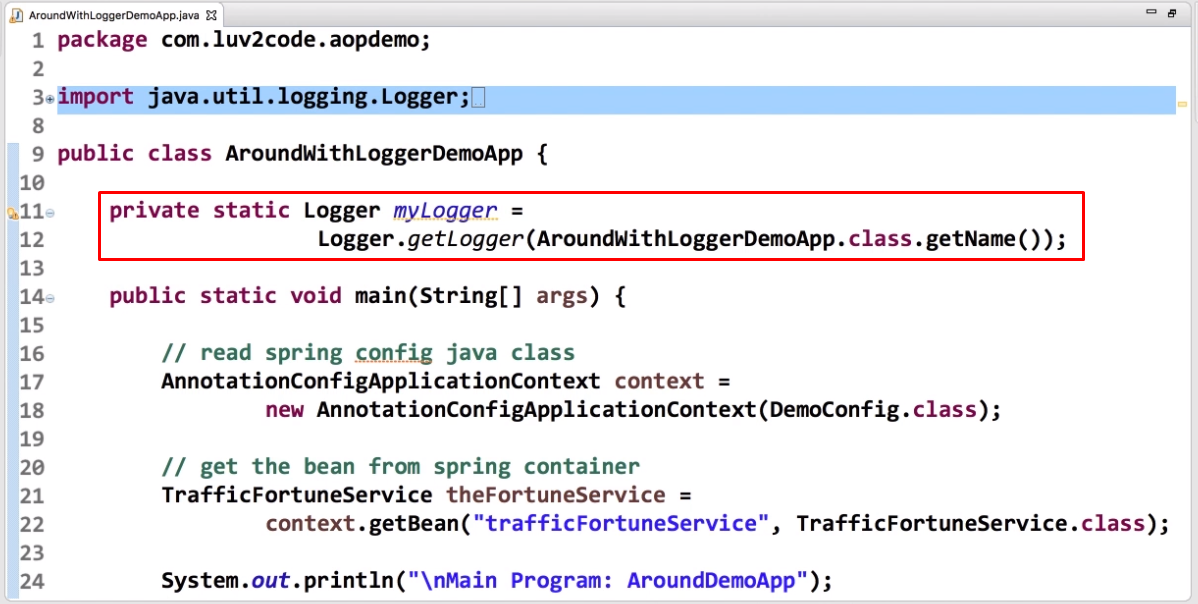 AroundWithLoggerDemoApp.java
1 package com.luv2code.aopdemo;
2
3 import java.util.logging.Logger;
8
9 public class AroundWithLoggerDemoApp {
10
11 private static Logger myLogger =
12 Logger.getLogger(AroundWithLoggerDemoApp.class.getName());
13
14 public static void main(String[] args) {
15
16 // read spring config java class
17 AnnotationConfigApplicationContext context =
18 new AnnotationConfigApplicationContext(DemoConfig.class);
19
20 // get the bean from spring container
21 TrafficFortuneService theFortuneService =
22 context.getBean("trafficFortuneService", TrafficFortuneService.class);
23
24 System.out.println("\nMain Program: AroundDemoApp");